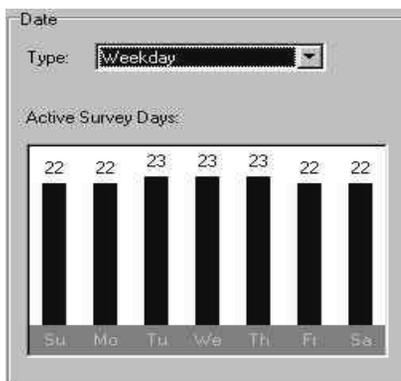 Date
Type: Weekday
Active Survey Days:
22 22 23 23 23 22 22
Su Mo Tu We Th Fr Sa